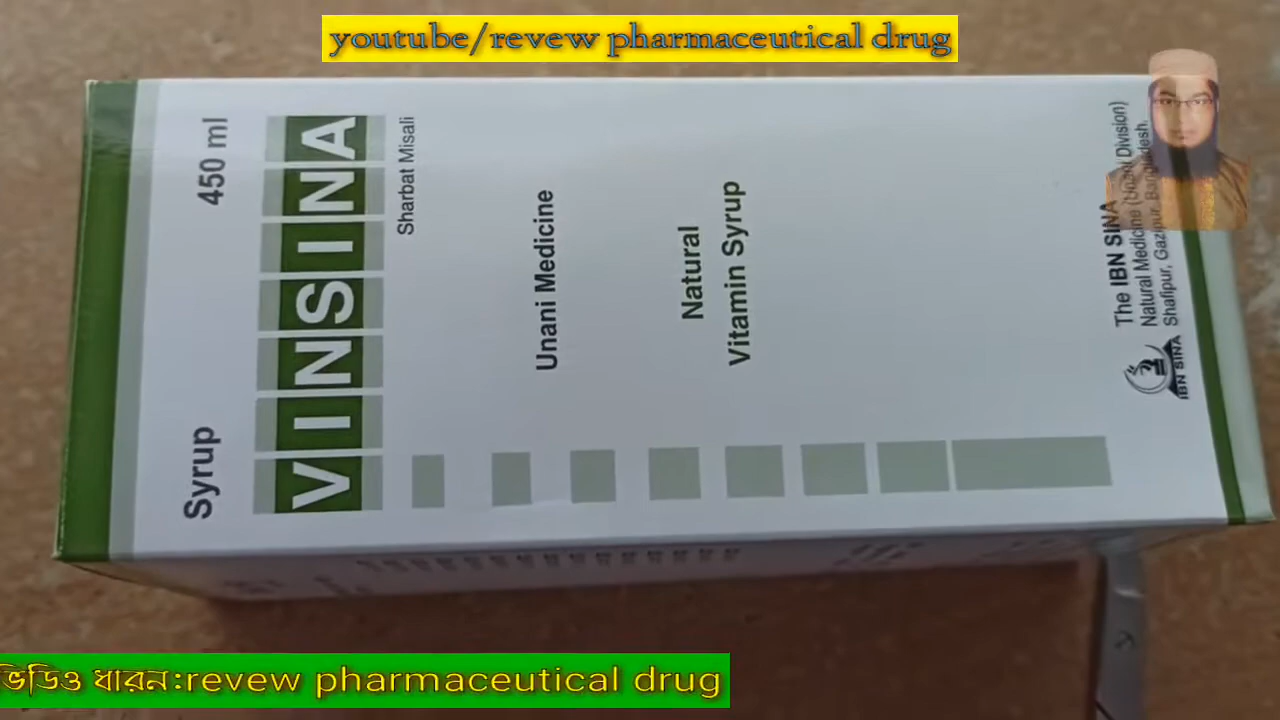 youtube/revew pharmaceutical drug
Syrup 450 ml
VINSINA
Sharbat Misali
Unani Medicine
Natural
Vitamin Syrup
The IBN SINA
Natural Medicine (Unani Division)
Shafipur, Gazipur, Bangladesh.
IBN SINA
ভিডিও ধারন:revew pharmaceutical drug